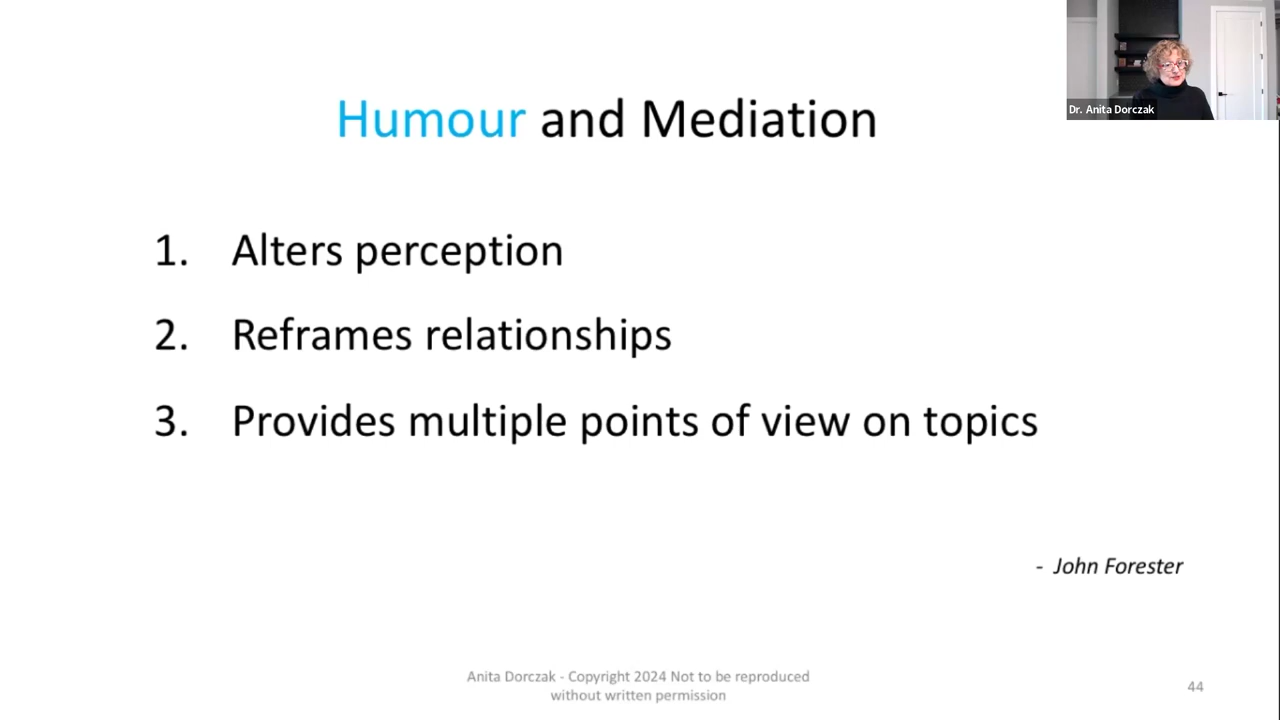 Dr. Anita Dorczak
Humour and Mediation
1. Alters perception
2. Reframes relationships
3. Provides multiple points of view on topics
- John Forester
Anita Dorczak - Copyright 2024 Not to be reproduced
without written permission
44